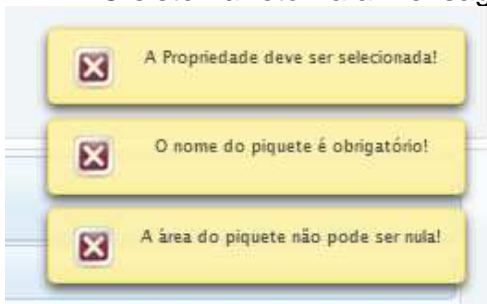 A Propriedade deve ser selecionada!
O nome do piquete é obrigatório!
A área do piquete não pode ser nula!